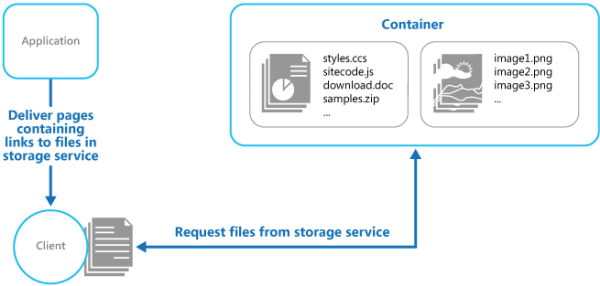 Application
Container
styles.ccs
sitecode.js
download.doc
samples.zip
...
image1.png
image2.png
image3.png
...
Deliver pages
containing
links to files in
storage service
Client
Request files from storage service